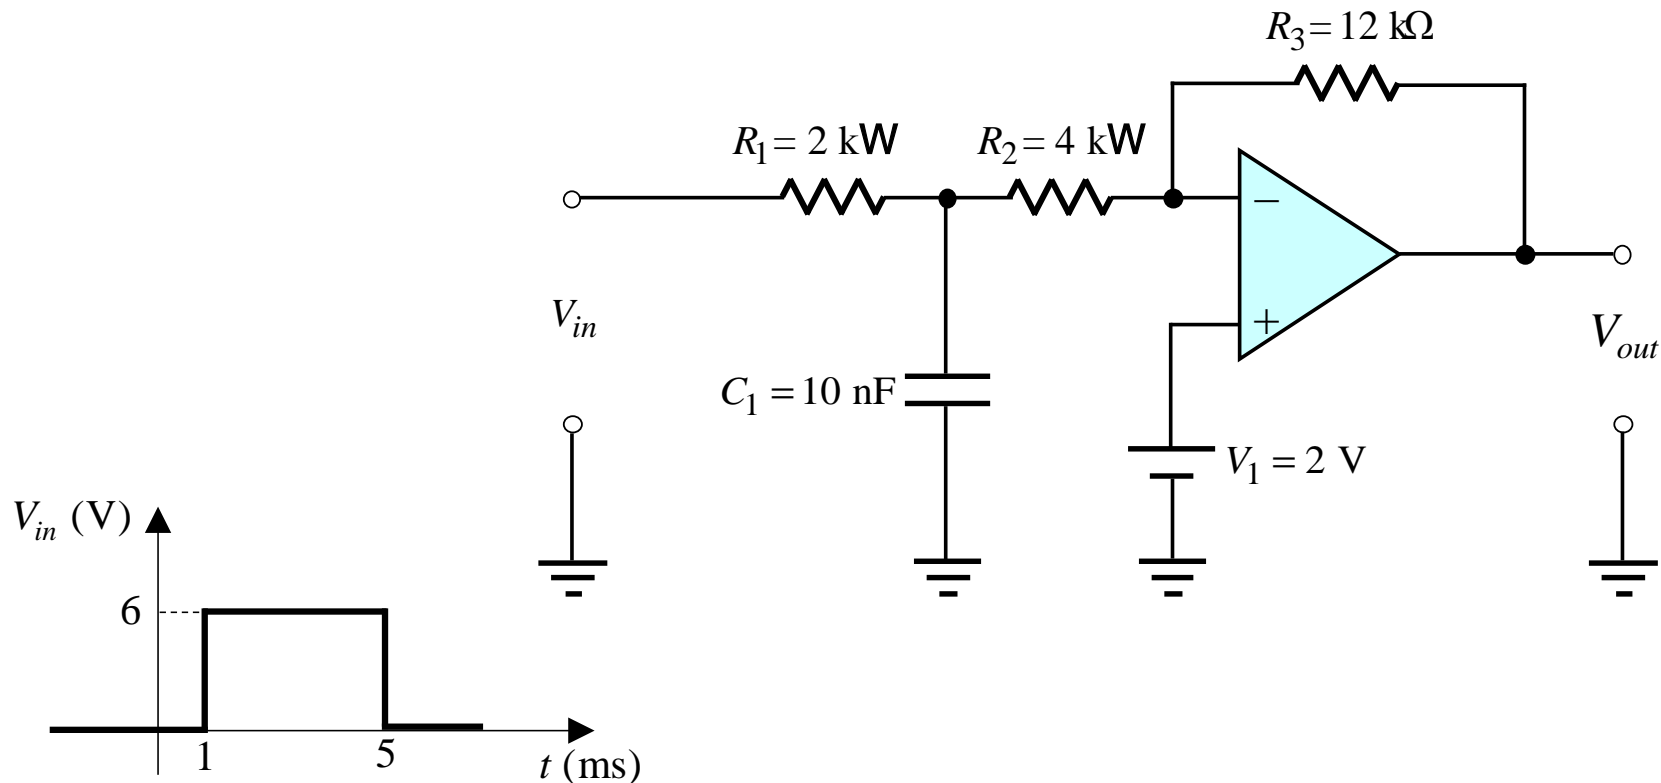 R3 = 12 kΩ
R1 = 2 kW
R2 = 4 kW
−
+
Vin
Vout
C1 = 10 nF
V1 = 2 V
Vin (V)
6
1
5
t (ms)